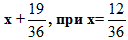 x + 19/36, при x= 12/36